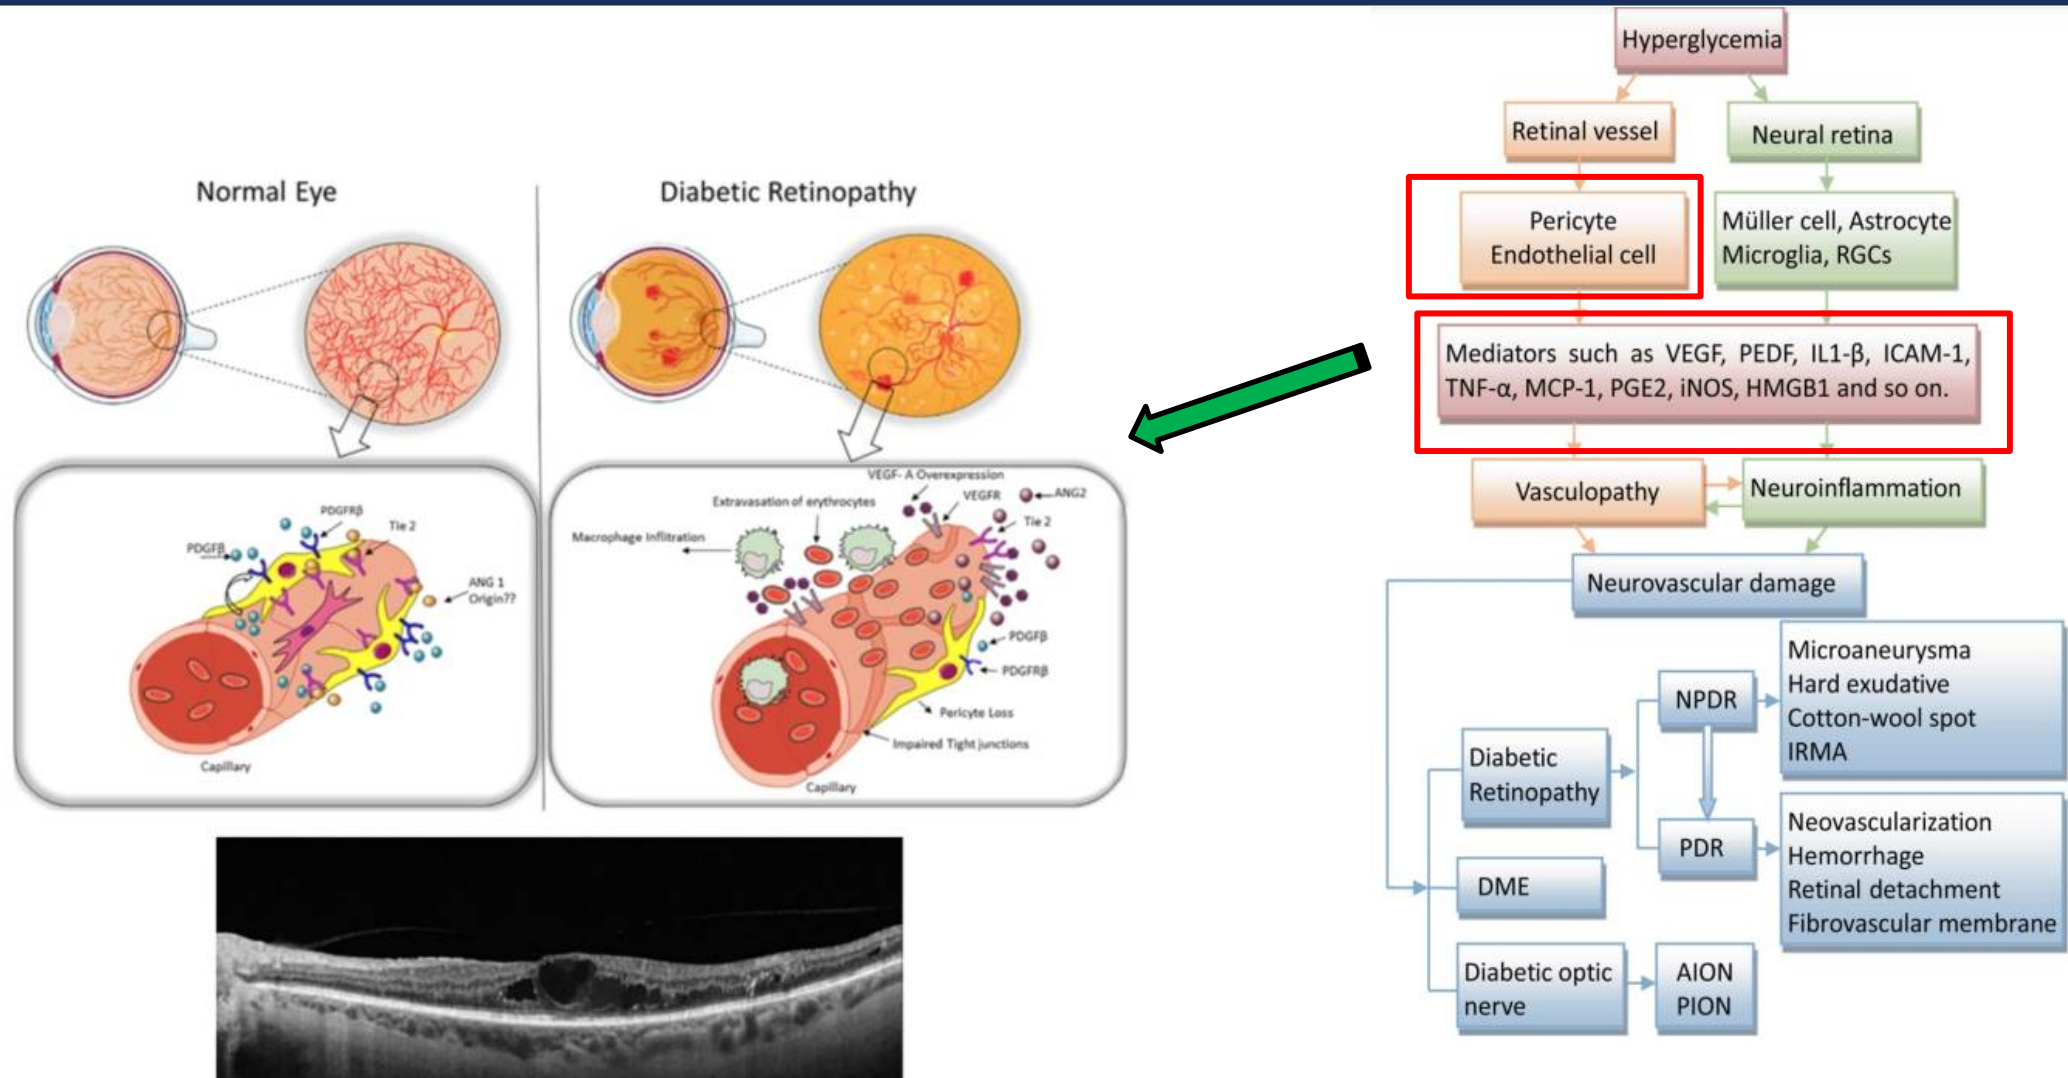 Normal Eye
Diabetic Retinopathy
PDGFRβ
Tie 2
PDGFβ
ANG 1
Origin??
Capillary
VEGF- A Overexpression
VEGFR
ANG2
Extravasation of erythrocytes
Tie 2
Macrophage Infiltration
PDGFβ
PDGFRβ
Pericyte Loss
Impaired Tight junctions
Capillary
Hyperglycemia
Retinal vessel
Neural retina
Pericyte
Endothelial cell
Müller cell, Astrocyte
Microglia, RGCs
Mediators such as VEGF, PEDF, IL1-β, ICAM-1,
TNF-α, MCP-1, PGE2, iNOS, HMGB1 and so on.
Vasculopathy
Neuroinflammation
Neurovascular damage
Diabetic
Retinopathy
NPDR
Microaneurysma
Hard exudative
Cotton-wool spot
IRMA
PDR
Neovascularization
Hemorrhage
Retinal detachment
Fibrovascular membrane
DME
Diabetic optic
nerve
AION
PION